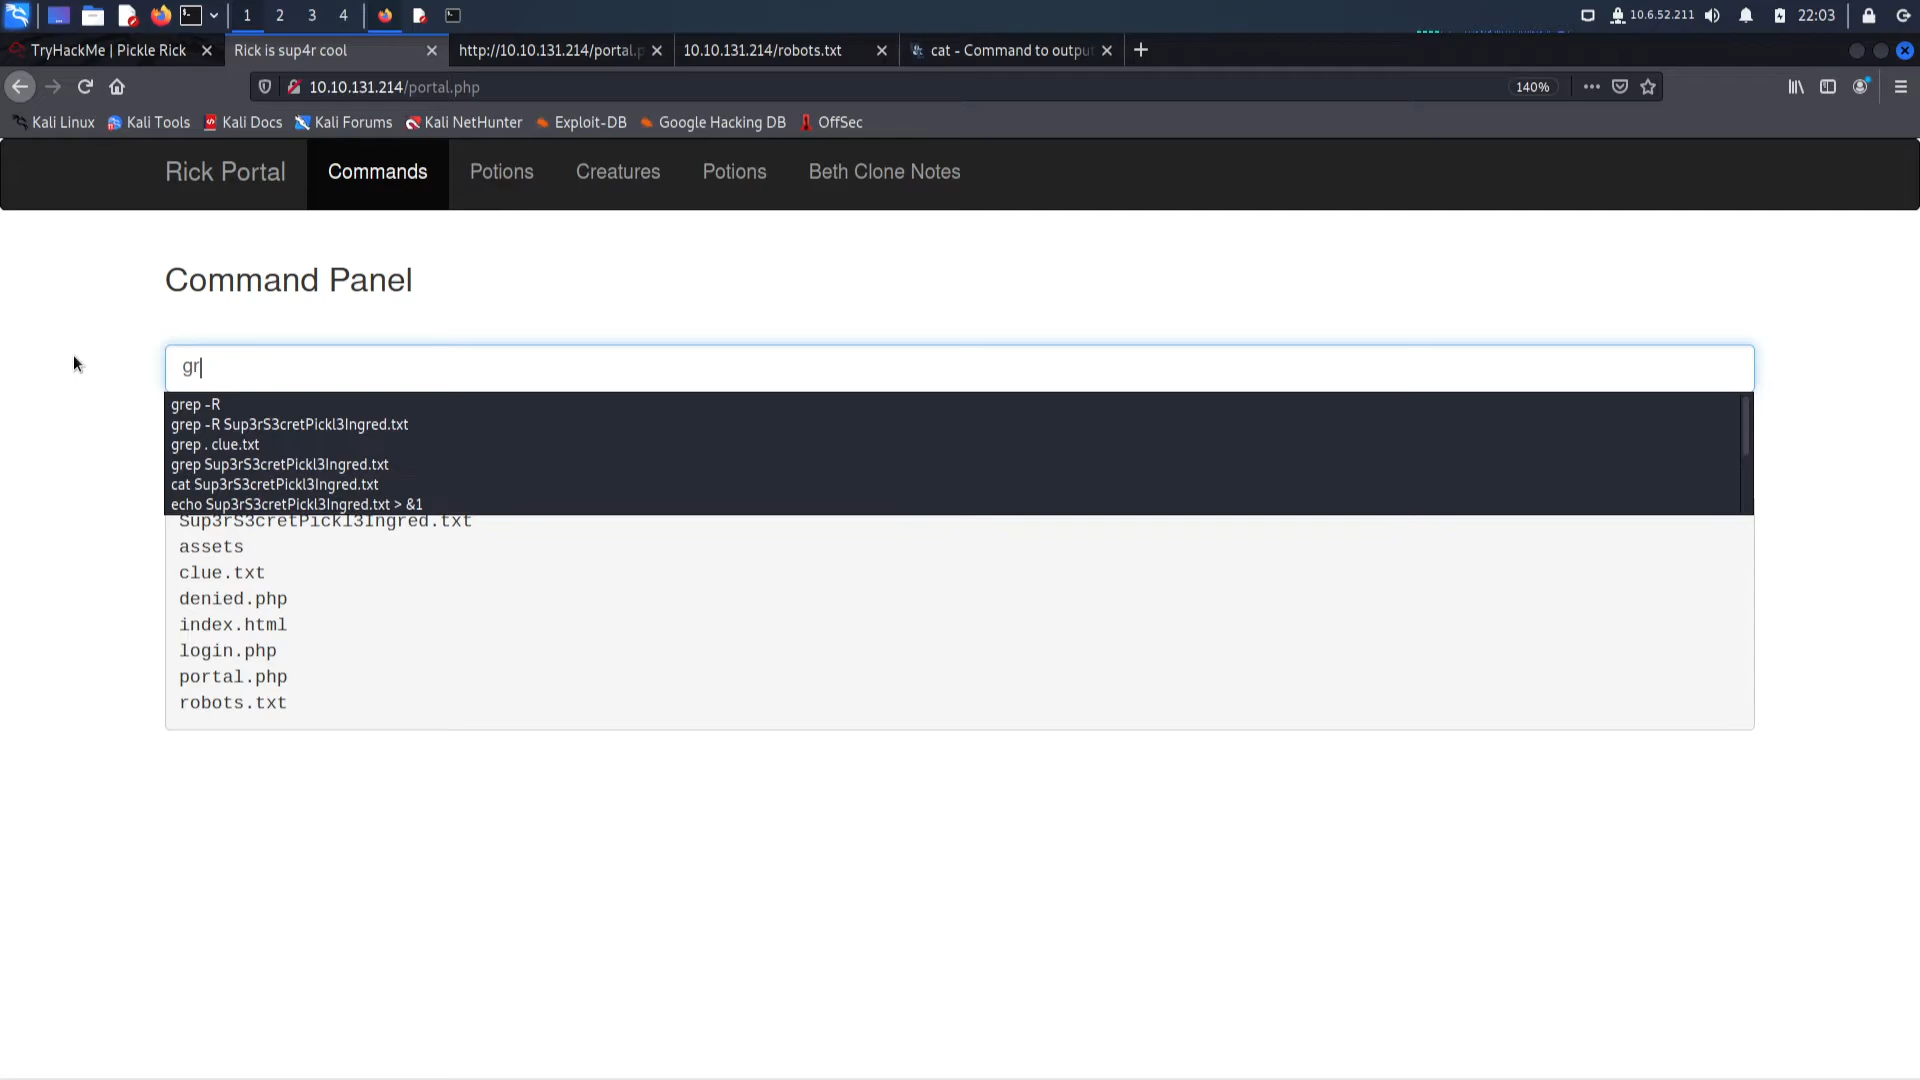 1 2 3 4 10.6.52.211 22:03
TryHackMe | Pickle Rick Rick is sup4r cool http://10.10.131.214/portal.p 10.10.131.214/robots.txt cat - Command to outpu
10.10.131.214/portal.php 140%
Kali Linux Kali Tools Kali Docs Kali Forums Kali NetHunter Exploit-DB Google Hacking DB OffSec
Rick Portal Commands Potions Creatures Potions Beth Clone Notes
Command Panel
gr
grep -R
grep -R Sup3rS3cretPickl3Ingred.txt
grep . clue.txt
grep Sup3rS3cretPickl3Ingred.txt
cat Sup3rS3cretPickl3Ingred.txt
echo Sup3rS3cretPickl3Ingred.txt > &1
Sup3rS3cretPickl3Ingred.txt
assets
clue.txt
denied.php
index.html
login.php
portal.php
robots.txt